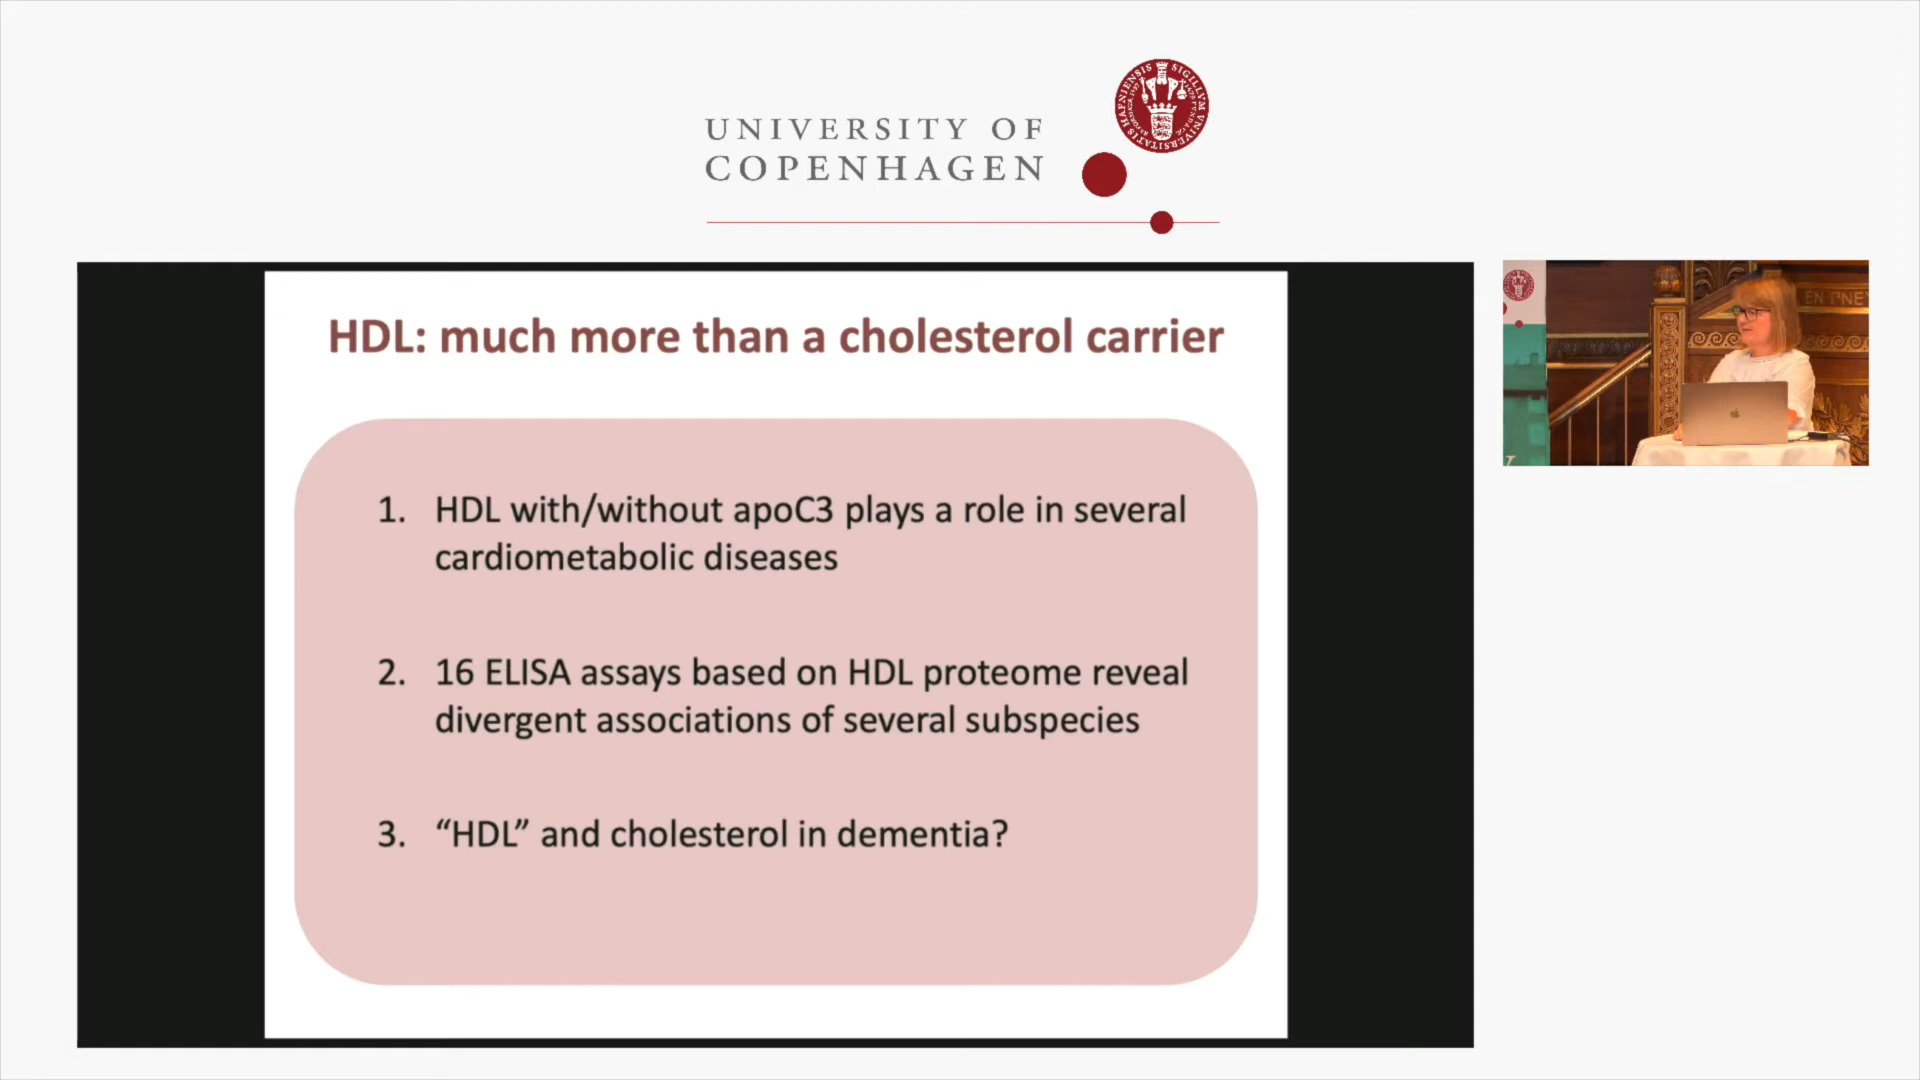 UNIVERSITY OF
COPENHAGEN
HDL: much more than a cholesterol carrier
1. HDL with/without apoC3 plays a role in several
cardiometabolic diseases
2. 16 ELISA assays based on HDL proteome reveal
divergent associations of several subspecies
3. “HDL” and cholesterol in dementia?